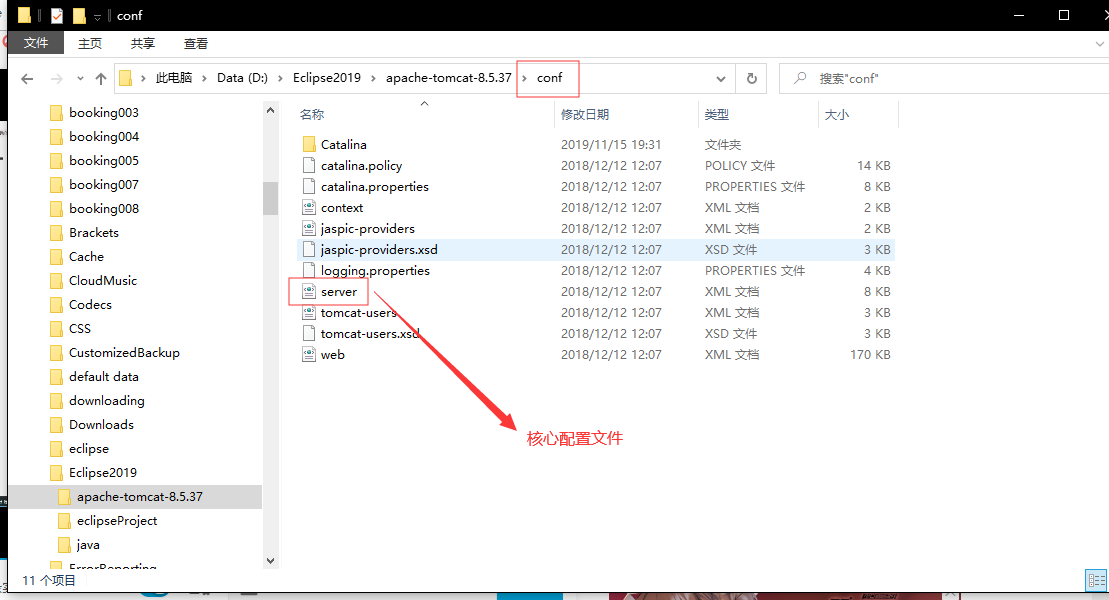 conf
文件 主页 共享 查看
此电脑 Data (D:) Eclipse2019 apache-tomcat-8.5.37 conf 搜索"conf"
booking003
booking004
booking005
booking007
booking008
Brackets
Cache
CloudMusic
Codecs
CSS
CustomizedBackup
default data
downloading
Downloads
eclipse
Eclipse2019
apache-tomcat-8.5.37
eclipseProject
java
ErrorReporting
名称 修改日期 类型 大小
Catalina 2019/11/15 19:31 文件夹
catalina.policy 2018/12/12 12:07 POLICY 文件 14 KB
catalina.properties 2018/12/12 12:07 PROPERTIES 文件 8 KB
context 2018/12/12 12:07 XML 文档 2 KB
jaspic-providers 2018/12/12 12:07 XML 文档 2 KB
jaspic-providers.xsd 2018/12/12 12:07 XSD 文件 3 KB
logging.properties 2018/12/12 12:07 PROPERTIES 文件 4 KB
server 2018/12/12 12:07 XML 文档 8 KB
tomcat-users 2018/12/12 12:07 XML 文档 3 KB
tomcat-users.xsd 2018/12/12 12:07 XSD 文件 3 KB
web 2018/12/12 12:07 XML 文档 170 KB
核心配置文件
11 个项目